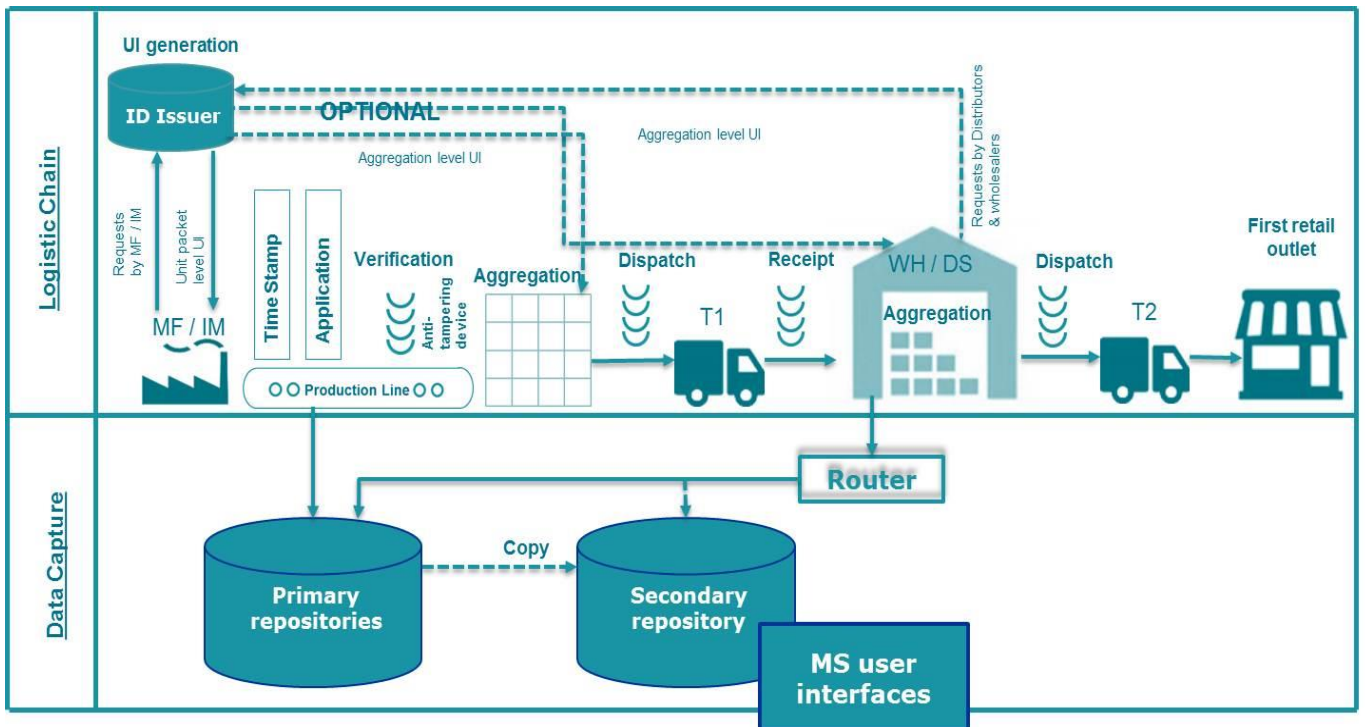 Logistic Chain
UI generation
ID Issuer
OPTIONAL
Aggregation level UI
Aggregation level UI
Requests by Distributors
& wholesalers
Requests
by MF / IM
Unit packet
level UI
MF / IM
Time Stamp
Application
Verification
Anti-
tampering
device
Production Line
Aggregation
Dispatch
T1
Receipt
WH / DS
Aggregation
Dispatch
T2
First retail
outlet
Data Capture
Router
Primary
repositories
Copy
Secondary
repository
MS user
interfaces